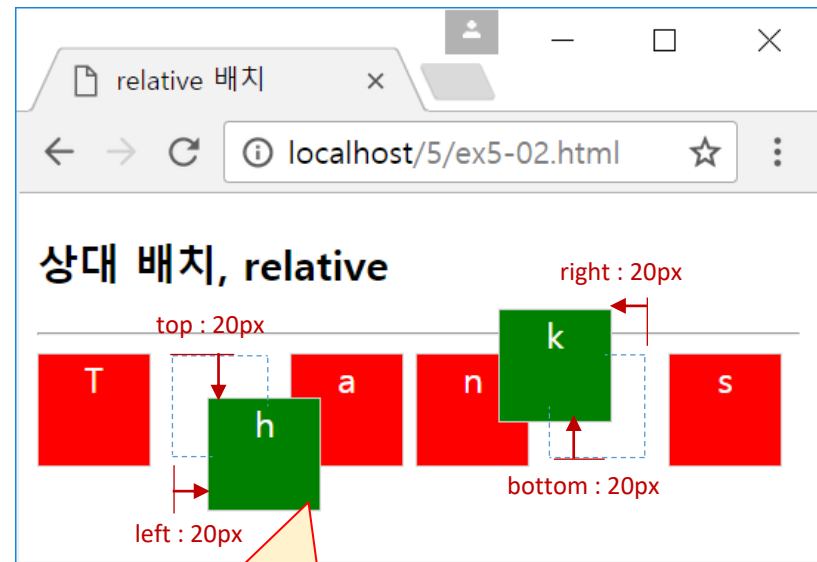 relative 배치
localhost/5/ex5-02.html
상대 배치, relative
right : 20px
top : 20px
k
T
a
n
s
h
bottom : 20px
left : 20px